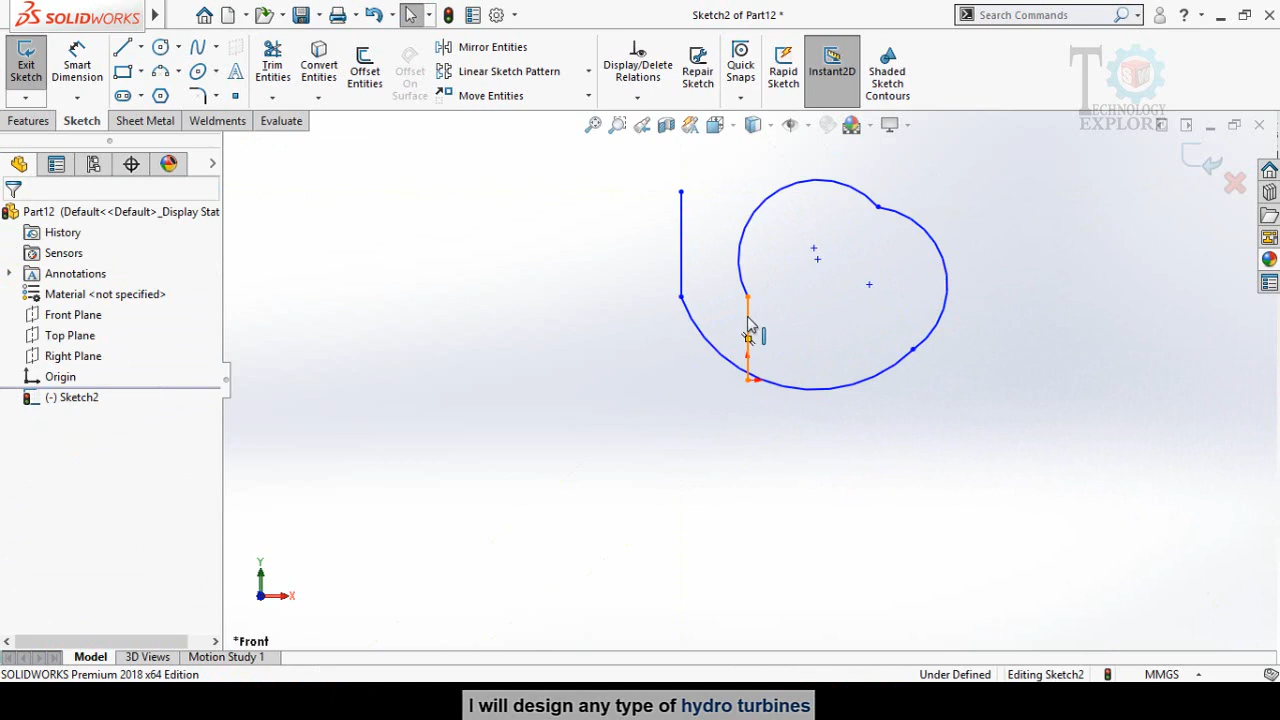 SOLIDWORKS
Sketch2 of Part12 *
Search Commands
Exit Sketch
Smart Dimension
Trim Entities
Convert Entities
Offset Entities
Offset On Surface
Mirror Entities
Linear Sketch Pattern
Move Entities
Display/Delete Relations
Repair Sketch
Quick Snaps
Rapid Sketch
Instant2D
Shaded Sketch Contours
TECHNOLOGY EXPLOR
Features
Sketch
Sheet Metal
Weldments
Evaluate
Part12 (Default<<Default>_Display Stat
History
Sensors
Annotations
Material <not specified>
Front Plane
Top Plane
Right Plane
Origin
(-) Sketch2
Y
X
*Front
Model
3D Views
Motion Study 1
SOLIDWORKS Premium 2018 x64 Edition
Under Defined
Editing Sketch2
MMGS
I will design any type of hydro turbines